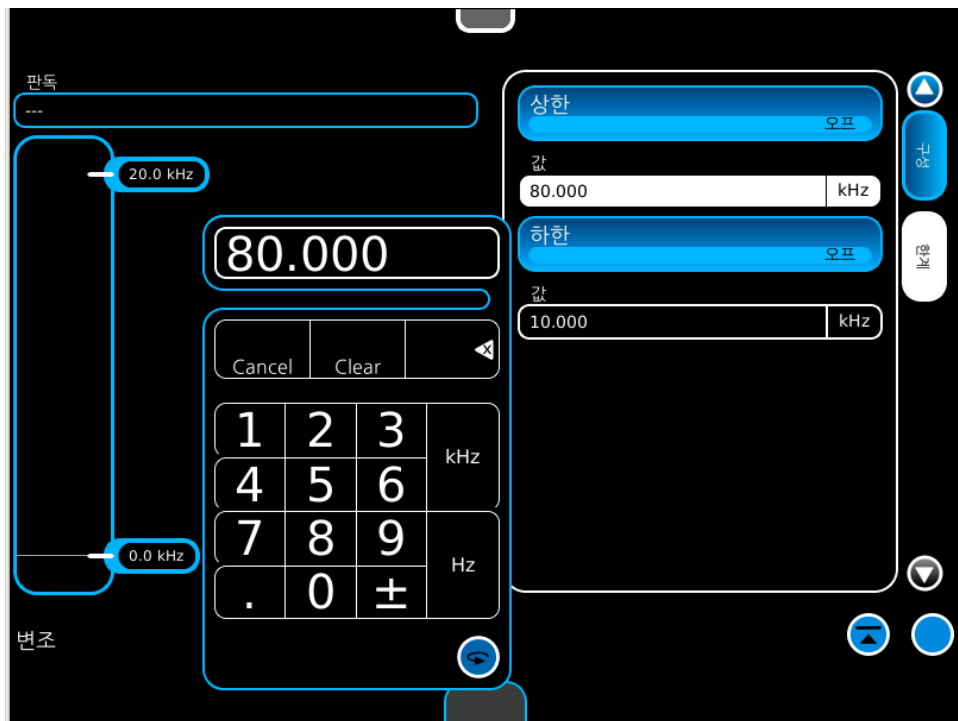 판독
---
20.0 kHz
0.0 kHz
변조
80.000
Cancel
Clear
x
1 2 3
kHz
4 5 6
7 8 9
Hz
. 0 ±
상한
오프
값
80.000 kHz
하한
오프
값
10.000 kHz
구성
한계